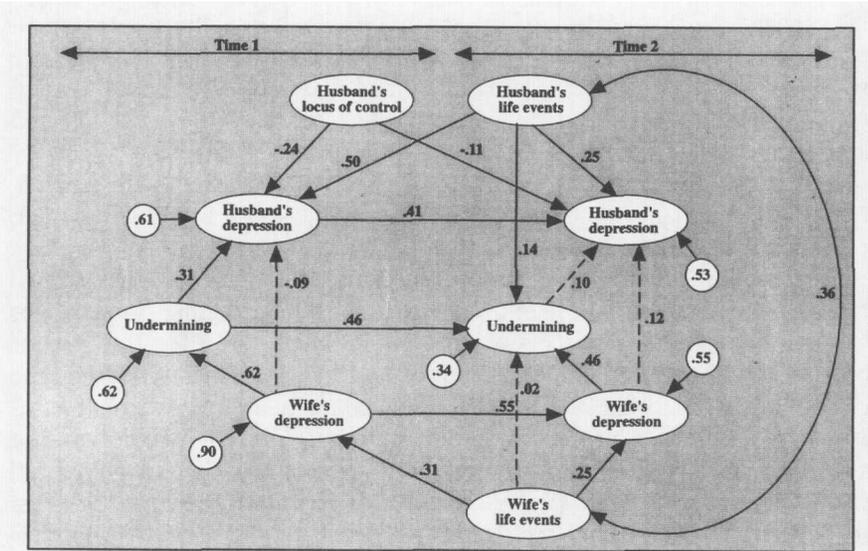 Time 1
Time 2
Husband's
locus of control
Husband's
life events
-.24
.50
-.11
.25
.61
Husband's
depression
.41
Husband's
depression
.53
.31
-.09
.14
.10
.12
.36
Undermining
.46
Undermining
.62
.62
.34
.46
.55
.02
Wife's
depression
.55
Wife's
depression
.90
.31
.25
Wife's
life events